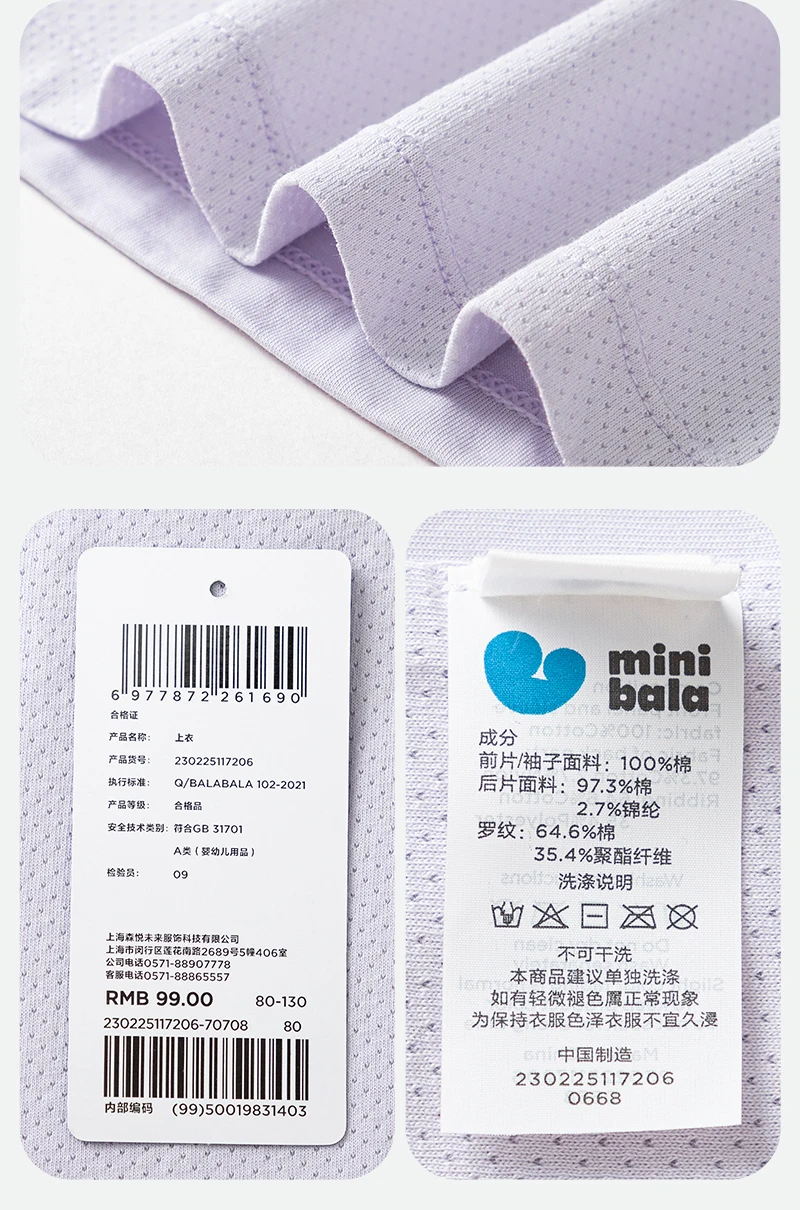 6 977872 261690
合格证
产品名称: 上衣
产品货号: 230225117206
执行标准: Q/BALABALA 102-2021
产品等级: 合格品
安全技术类别: 符合GB 31701
A类（婴幼儿用品）
检验员: 09
上海森悦未来服饰科技有限公司
上海市闵行区莲花南路2689号5幢406室
公司电话0571-88907778
客服电话0571-88865557
RMB 99.00 80-130
230225117206-70708 80
内部编码 (99)50019831403
mini
bala
成分
前片/袖子面料: 100%棉
后片面料: 97.3%棉
2.7%锦纶
罗纹: 64.6%棉
35.4%聚酯纤维
洗涤说明
不可干洗
本商品建议单独洗涤
如有轻微褪色属正常现象
为保持衣服色泽衣服不宜久浸
中国制造
230225117206
0668